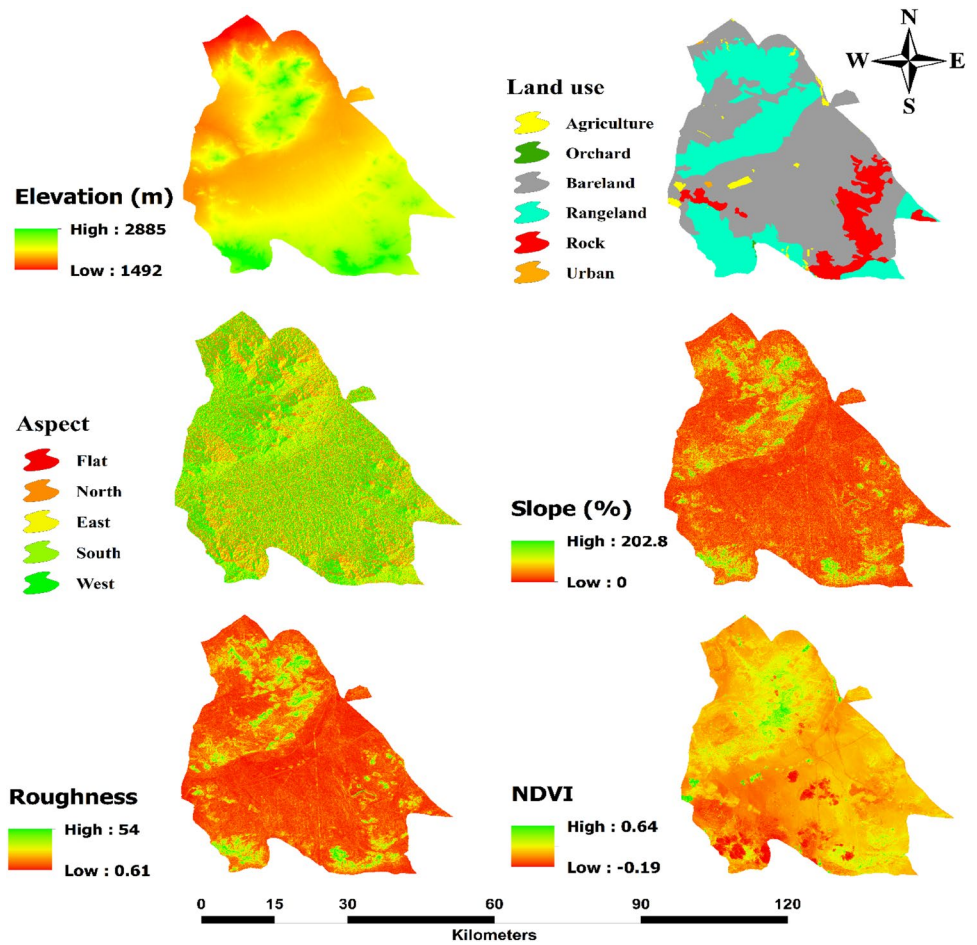 Elevation (m)
High : 2885
Low : 1492
Land use
Agriculture
Orchard
Bareland
Rangeland
Rock
Urban
N
W E
S
Aspect
Flat
North
East
South
West
Slope (%)
High : 202.8
Low : 0
Roughness
High : 54
Low : 0.61
NDVI
High : 0.64
Low : -0.19
0 15 30 60 90 120
Kilometers